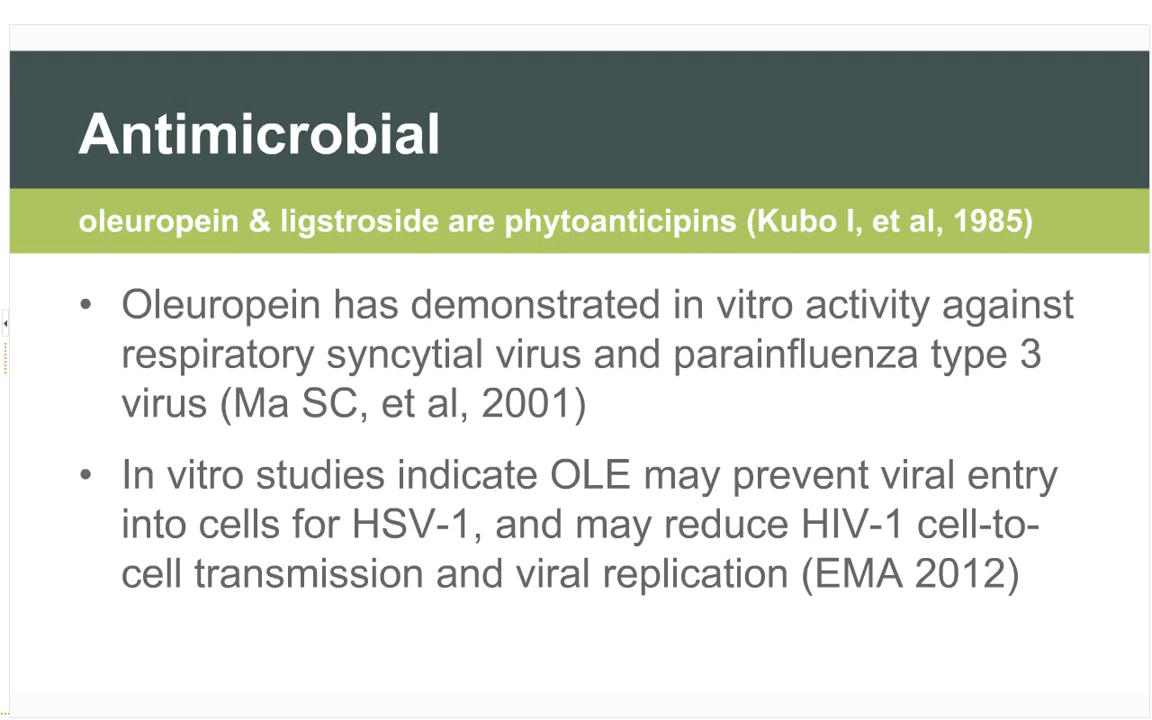 Antimicrobial
oleuropein & ligstroside are phytoanticipins (Kubo I, et al, 1985)
• Oleuropein has demonstrated in vitro activity against
respiratory syncytial virus and parainfluenza type 3
virus (Ma SC, et al, 2001)
• In vitro studies indicate OLE may prevent viral entry
into cells for HSV-1, and may reduce HIV-1 cell-to-
cell transmission and viral replication (EMA 2012)